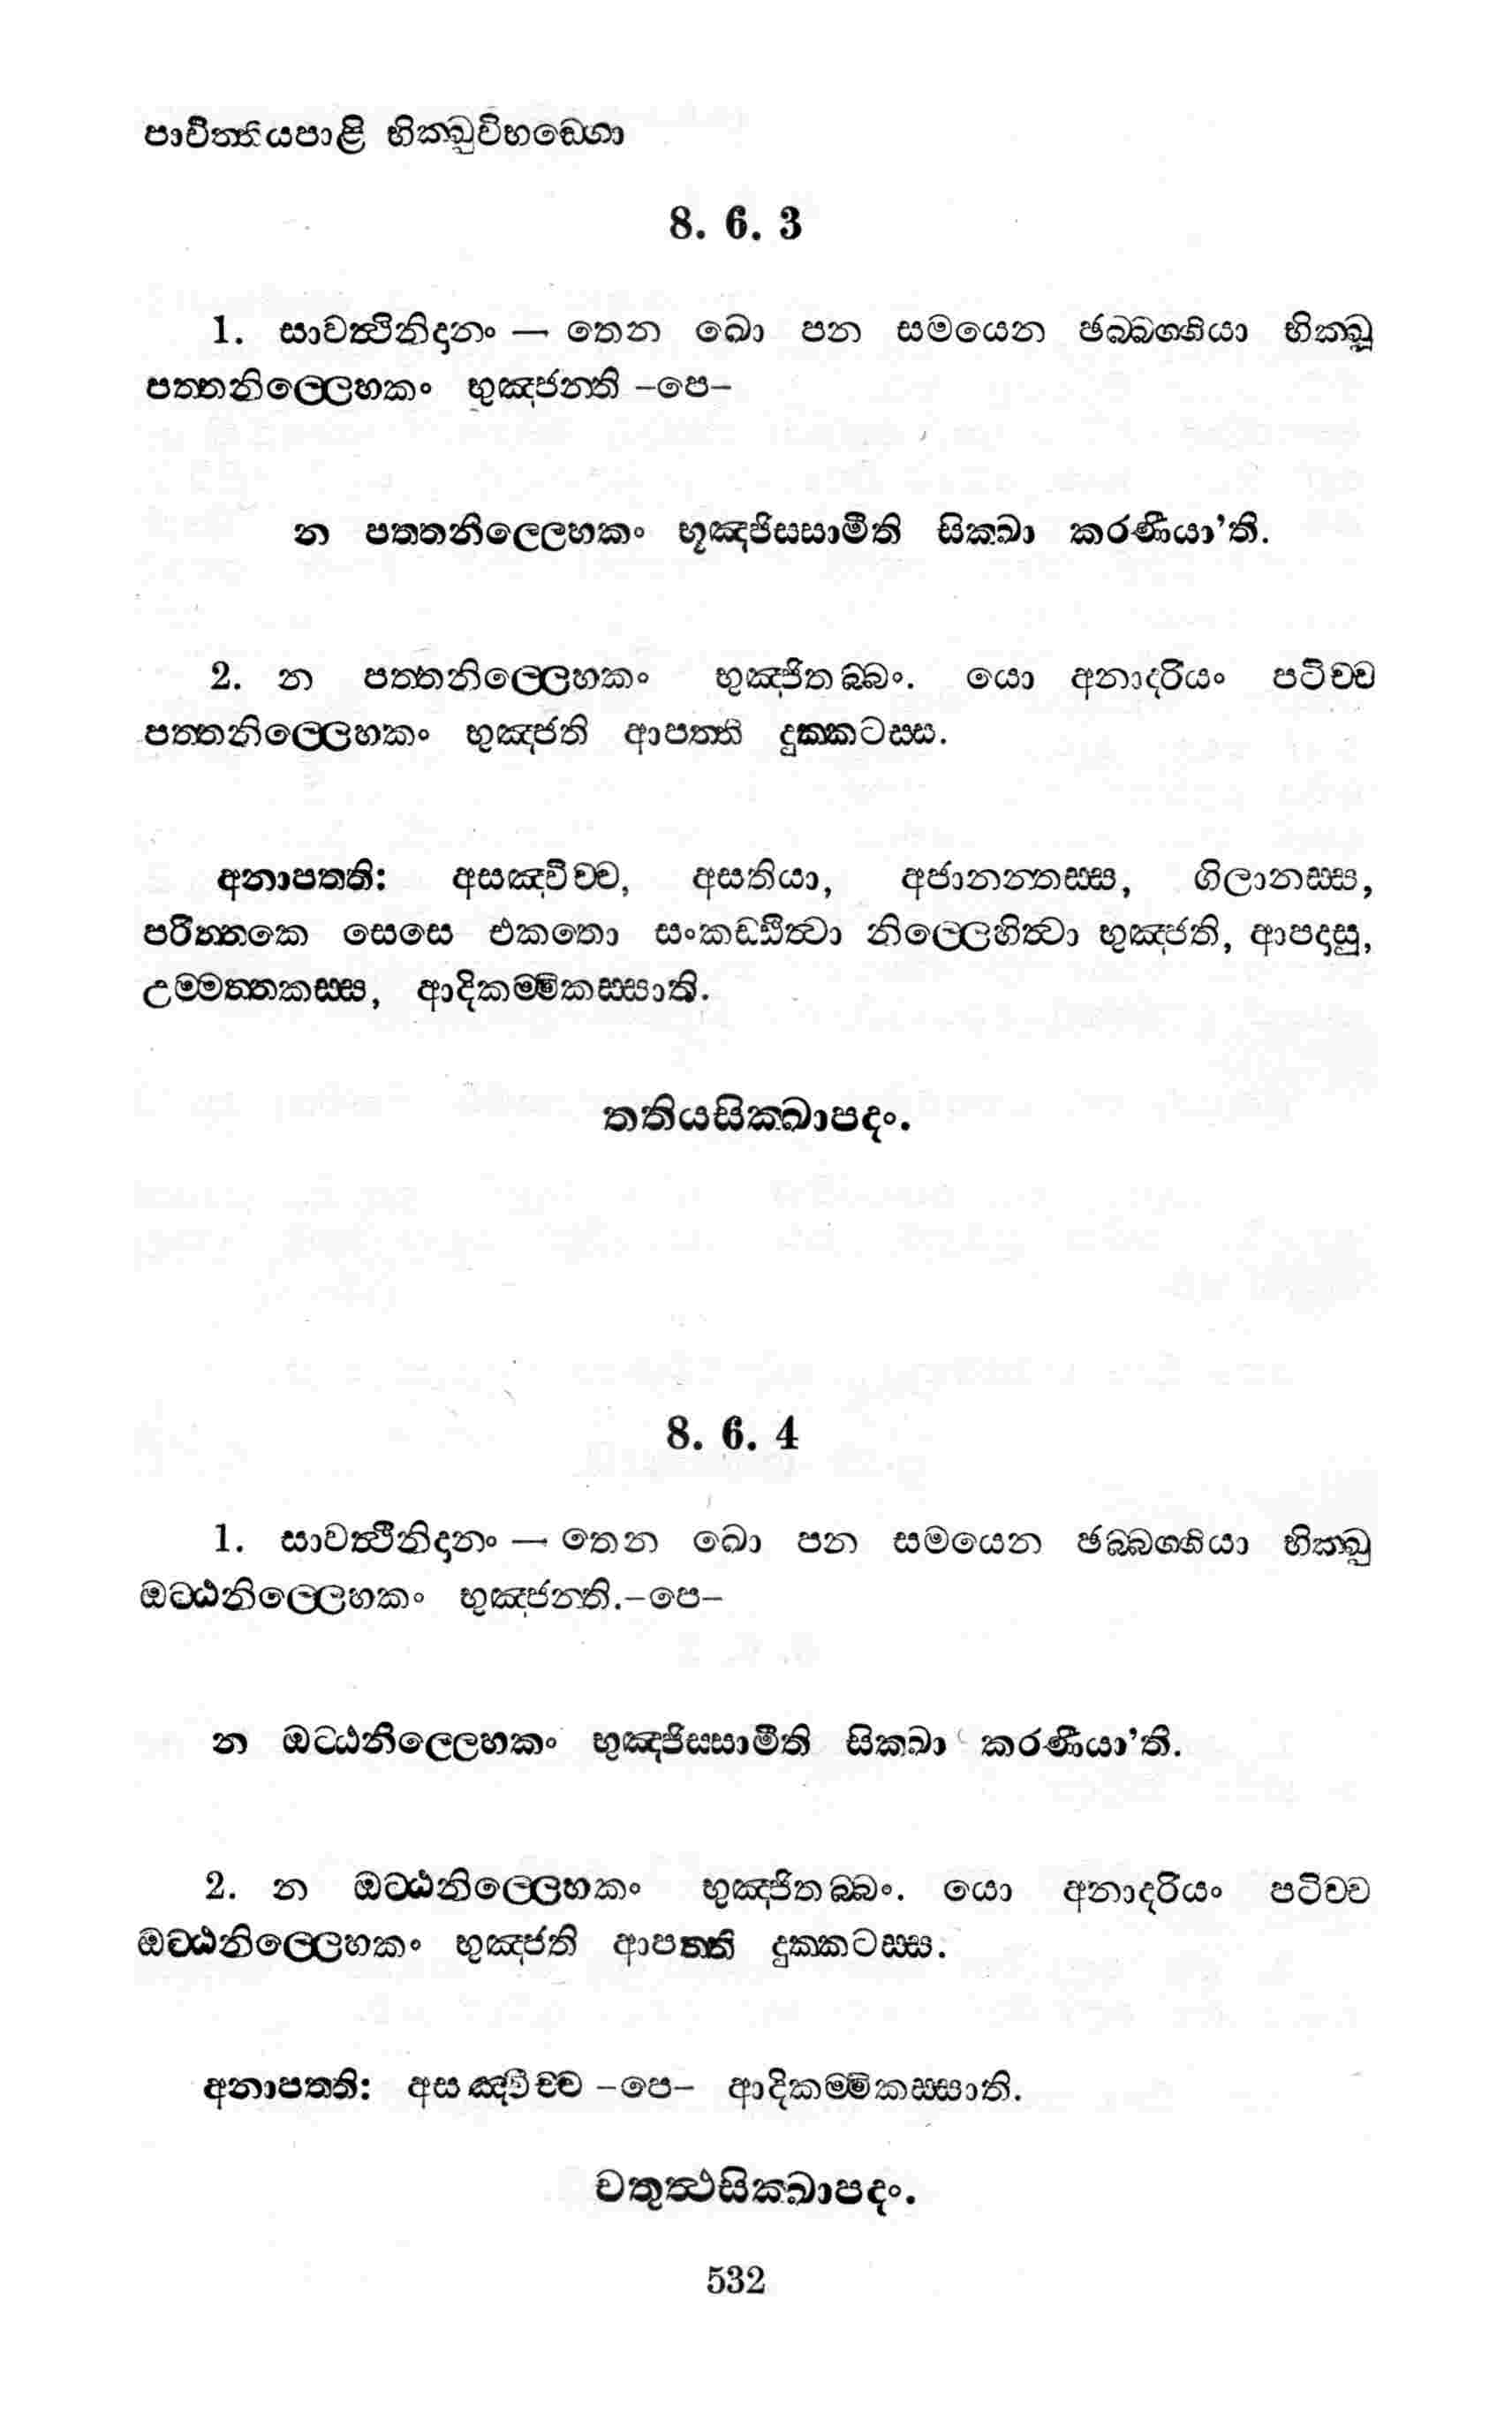 පාචිත්තියපාළි භික්ඛුවිභඞ්ගො
8. 6. 3
1. සාවත්ථිනිදානං — තෙන ඛො පන සමයෙන ඡබ්බග්ගියා භික්ඛූ
පත්තනිල්ලෙහකං භුඤ්ජන්ති –පෙ–
න පත්තනිල්ලෙහකං භූඤ්ජිස්සාමීති සික්ඛා කරණීයා’ති.
2. න පත්තනිල්ලෙහකං භුඤ්ජිතබ්බං. යො අනාදරියං පටිච්ච
පත්තනිල්ලෙහකං භුඤ්ජති ආපත්ති දුක්කටස්ස.
අනාපත්ති: අසඤ්චිච්ච, අසතියා, අජානන්තස්ස, ගිලානස්ස,
පරිත්තකෙ සෙසෙ එකතො සංකඩ්ඪිත්වා නිල්ලෙහිත්වා භුඤ්ජති, ආපදාසු,
උම්මත්තකස්ස, ආදිකම්මිකස්සාති.
තතියසික්ඛාපදං.
8. 6. 4
1. සාවත්ථිනිදානං — තෙන ඛො පන සමයෙන ඡබ්බග්ගියා භික්ඛු
ඔට්ඨනිල්ලෙහකං භුඤ්ජන්ති.–පෙ–
න ඔට්ඨනිල්ලෙහකං භුඤ්ජිස්සාමීති සික්ඛා කරණීයා’ති.
2. න ඔට්ඨනිල්ලෙහකං භුඤ්ජිතබ්බං. යො අනාදරියං පටිච්ච
ඔට්ඨනිල්ලෙහකං භුඤ්ජති ආපත්ති දුක්කටස්ස.
අනාපත්ති: අසඤ්චිච්ච –පෙ– ආදිකම්මිකස්සාති.
චතුත්ථසික්ඛාපදං.
532